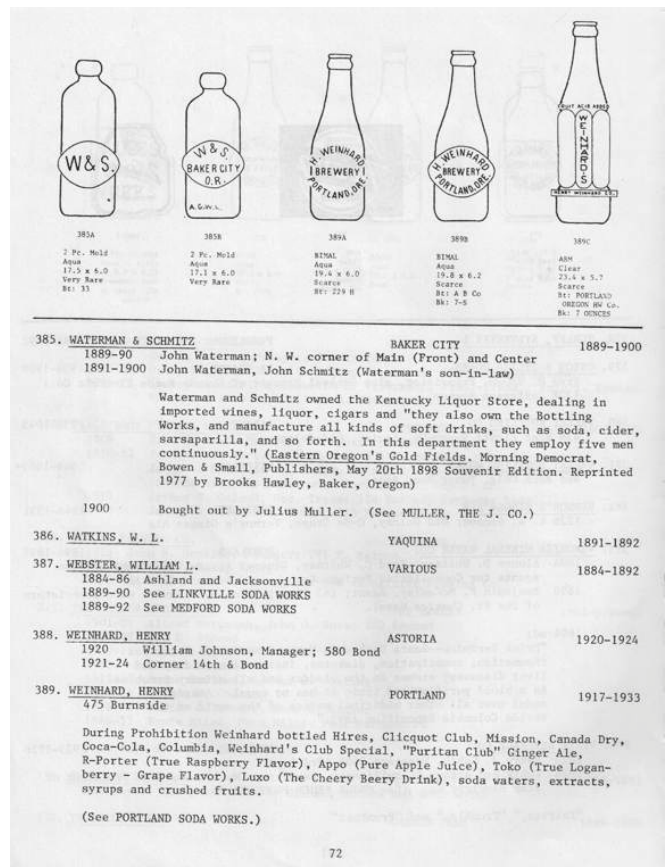 W&S.
W & S.
BAKER CITY
O.R.
A.G.W.L.
H. WEINHARD
BREWERY
PORTLAND, ORE.
H. WEINHARD
BREWERY
PORTLAND, ORE.
FRUIT ACID ADDED
WEINHARD'S
HENRY WEINHARD CO.
385A
2 Pc. Mold
Aqua
17.5 x 6.0
Very Rare
Bt: 33
385B
2 Pc. Mold
Aqua
17.1 x 6.0
Very Rare
389A
BIMAL
Aqua
19.4 x 6.0
Scarce
Bt: 229 H
389B
BIMAL
Aqua
19.8 x 6.2
Scarce
Bt: A B Co
Bk: 7-S
389C
ABM
Clear
23.4 x 5.7
Scarce
Bt: PORTLAND
OREGON HW Co.
Bk: 7 OUNCES
385. WATERMAN & SCHMITZ BAKER CITY 1889-1900
1889-90 John Waterman; N. W. corner of Main (Front) and Center
1891-1900 John Waterman, John Schmitz (Waterman's son-in-law)
Waterman and Schmitz owned the Kentucky Liquor Store, dealing in
imported wines, liquor, cigars and "they also own the Bottling
Works, and manufacture all kinds of soft drinks, such as soda, cider,
sarsaparilla, and so forth. In this department they employ five men
continuously." (Eastern Oregon's Gold Fields. Morning Democrat,
Bowen & Small, Publishers, May 20th 1898 Souvenir Edition. Reprinted
1977 by Brooks Hawley, Baker, Oregon)
1900 Bought out by Julius Muller. (See MULLER, THE J. CO.)
386. WATKINS, W. L. YAQUINA 1891-1892
387. WEBSTER, WILLIAM L. VARIOUS 1884-1892
1884-86 Ashland and Jacksonville
1889-90 See LINKVILLE SODA WORKS
1889-92 See MEDFORD SODA WORKS
388. WEINHARD, HENRY ASTORIA 1920-1924
1920 William Johnson, Manager; 580 Bond
1921-24 Corner 14th & Bond
389. WEINHARD, HENRY PORTLAND 1917-1933
475 Burnside
During Prohibition Weinhard bottled Hires, Clicquot Club, Mission, Canada Dry,
Coca-Cola, Columbia, Weinhard's Club Special, "Puritan Club" Ginger Ale,
R-Porter (True Raspberry Flavor), Appo (Pure Apple Juice), Toko (True Logan-
berry - Grape Flavor), Luxo (The Cheery Beery Drink), soda waters, extracts,
syrups and crushed fruits.
(See PORTLAND SODA WORKS.)
72